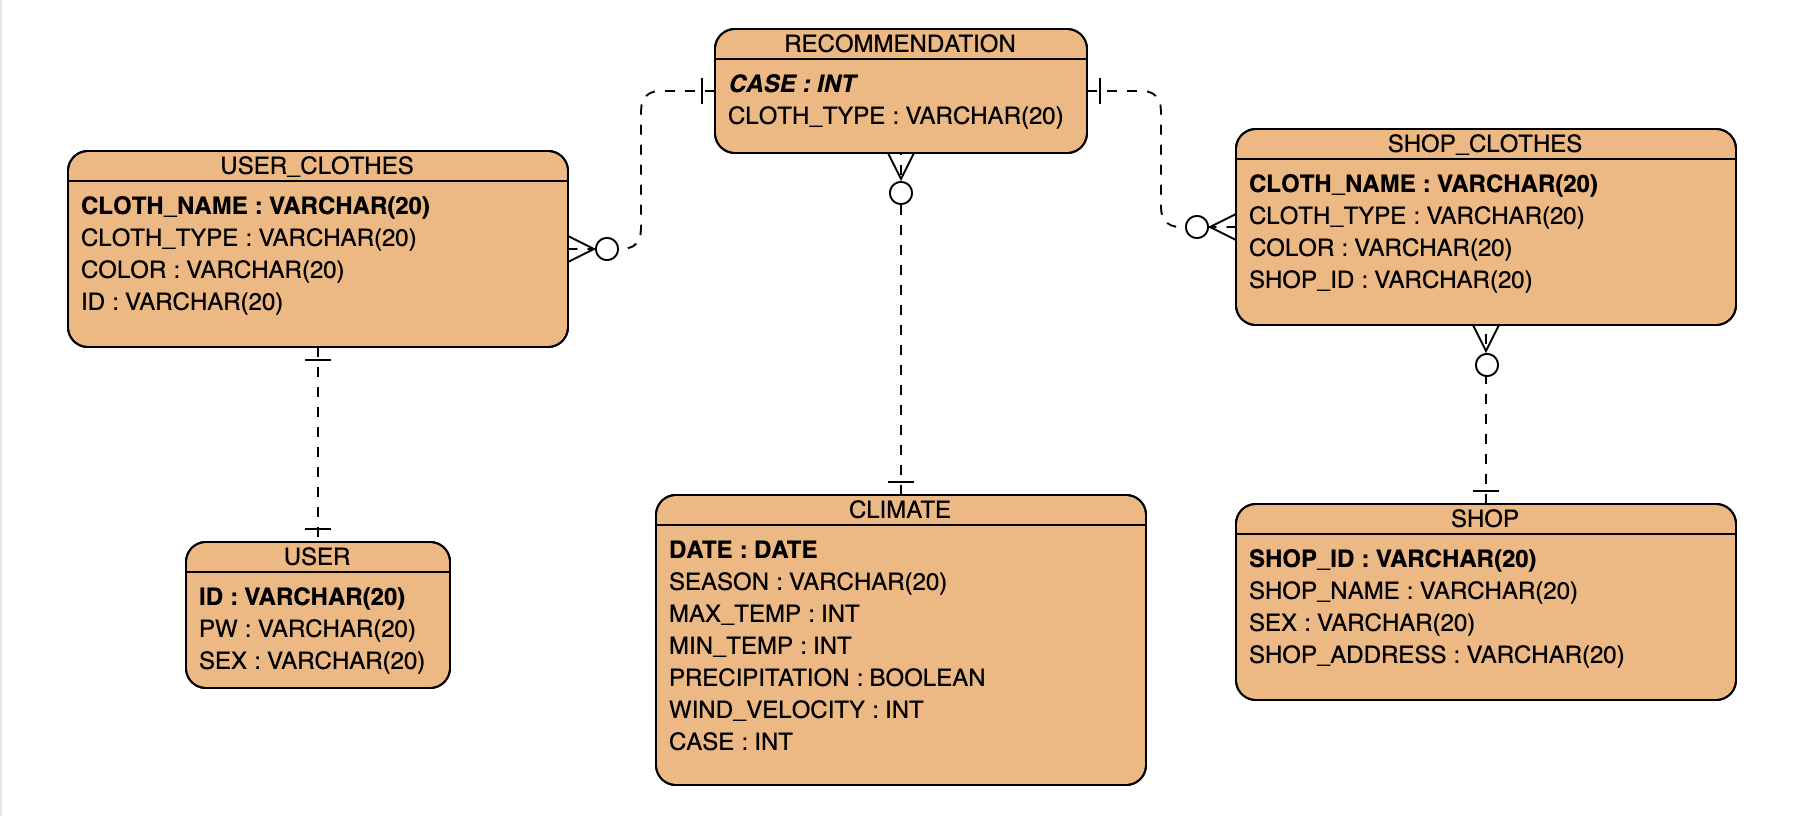 RECOMMENDATION
CASE : INT
CLOTH_TYPE : VARCHAR(20)
USER_CLOTHES
CLOTH_NAME : VARCHAR(20)
CLOTH_TYPE : VARCHAR(20)
COLOR : VARCHAR(20)
ID : VARCHAR(20)
SHOP_CLOTHES
CLOTH_NAME : VARCHAR(20)
CLOTH_TYPE : VARCHAR(20)
COLOR : VARCHAR(20)
SHOP_ID : VARCHAR(20)
USER
ID : VARCHAR(20)
PW : VARCHAR(20)
SEX : VARCHAR(20)
CLIMATE
DATE : DATE
SEASON : VARCHAR(20)
MAX_TEMP : INT
MIN_TEMP : INT
PRECIPITATION : BOOLEAN
WIND_VELOCITY : INT
CASE : INT
SHOP
SHOP_ID : VARCHAR(20)
SHOP_NAME : VARCHAR(20)
SEX : VARCHAR(20)
SHOP_ADDRESS : VARCHAR(20)